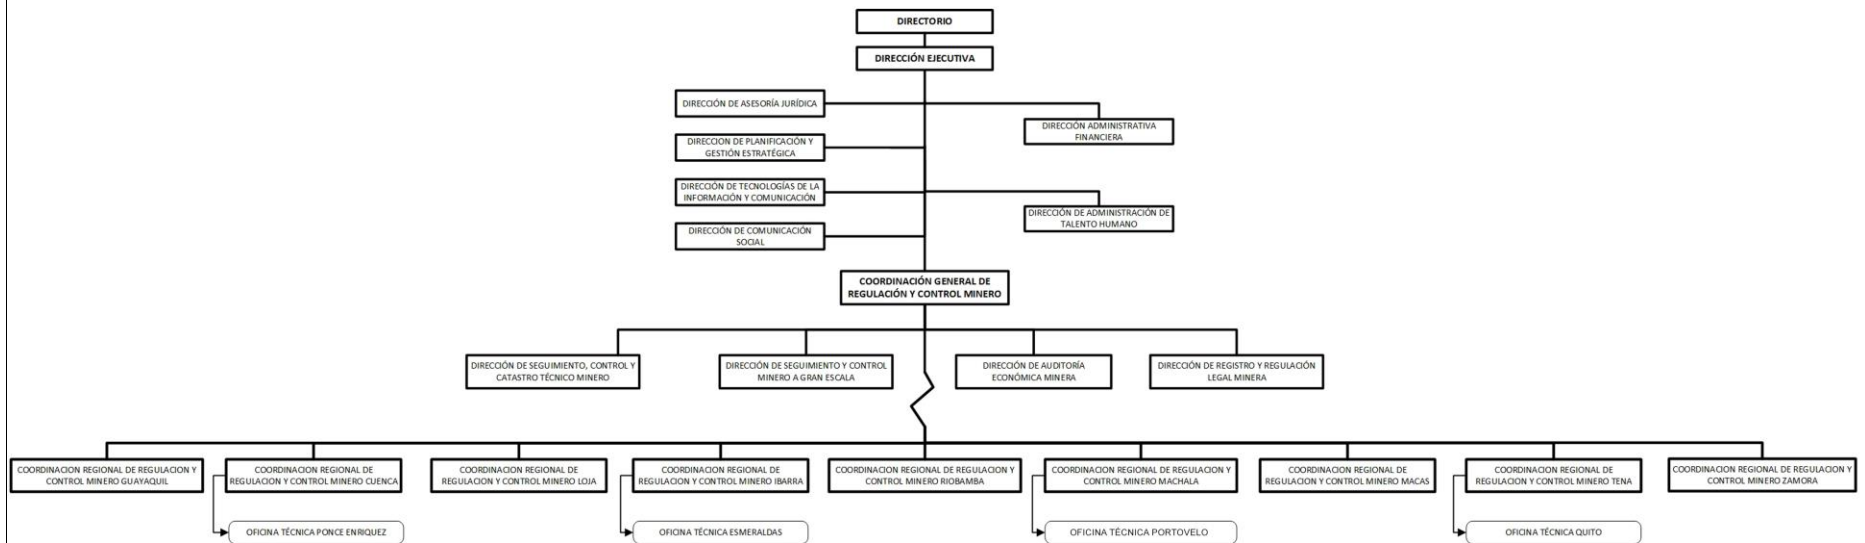 DIRECTORIO
DIRECCIÓN EJECUTIVA
DIRECCIÓN DE ASESORÍA JURÍDICA
DIRECCIÓN ADMINISTRATIVA
FINANCIERA
DIRECCION DE PLANIFICACIÓN Y
GESTIÓN ESTRATÉGICA
DIRECCIÓN DE TECNOLOGÍAS DE LA
INFORMACIÓN Y COMUNICACIÓN
DIRECCIÓN DE ADMINISTRACIÓN DE
TALENTO HUMANO
DIRECCIÓN DE COMUNICACIÓN
SOCIAL
COORDINACIÓN GENERAL DE
REGULACIÓN Y CONTROL MINERO
DIRECCIÓN DE SEGUIMIENTO, CONTROL Y
CATASTRO TÉCNICO MINERO
DIRECCIÓN DE SEGUIMIENTO Y CONTROL
MINERO A GRAN ESCALA
DIRECCIÓN DE AUDITORÍA
ECONÓMICA MINERA
DIRECCIÓN DE REGISTRO Y REGULACIÓN
LEGAL MINERA
COORDINACION REGIONAL DE REGULACION Y
CONTROL MINERO GUAYAQUIL
COORDINACION REGIONAL DE
REGULACION Y CONTROL MINERO CUENCA
COORDINACION REGIONAL DE
REGULACION Y CONTROL MINERO LOJA
COORDINACION REGIONAL DE
REGULACION Y CONTROL MINERO IBARRA
COORDINACION REGIONAL DE REGULACION Y
CONTROL MINERO RIOBAMBA
COORDINACION REGIONAL DE REGULACION Y
CONTROL MINERO MACHALA
COORDINACION REGIONAL DE
REGULACION Y CONTROL MINERO MACAS
COORDINACION REGIONAL DE
REGULACION Y CONTROL MINERO TENA
COORDINACION REGIONAL DE REGULACION Y
CONTROL MINERO ZAMORA
OFICINA TÉCNICA PONCE ENRIQUEZ
OFICINA TÉCNICA ESMERALDAS
OFICINA TÉCNICA PORTOVELO
OFICINA TÉCNICA QUITO